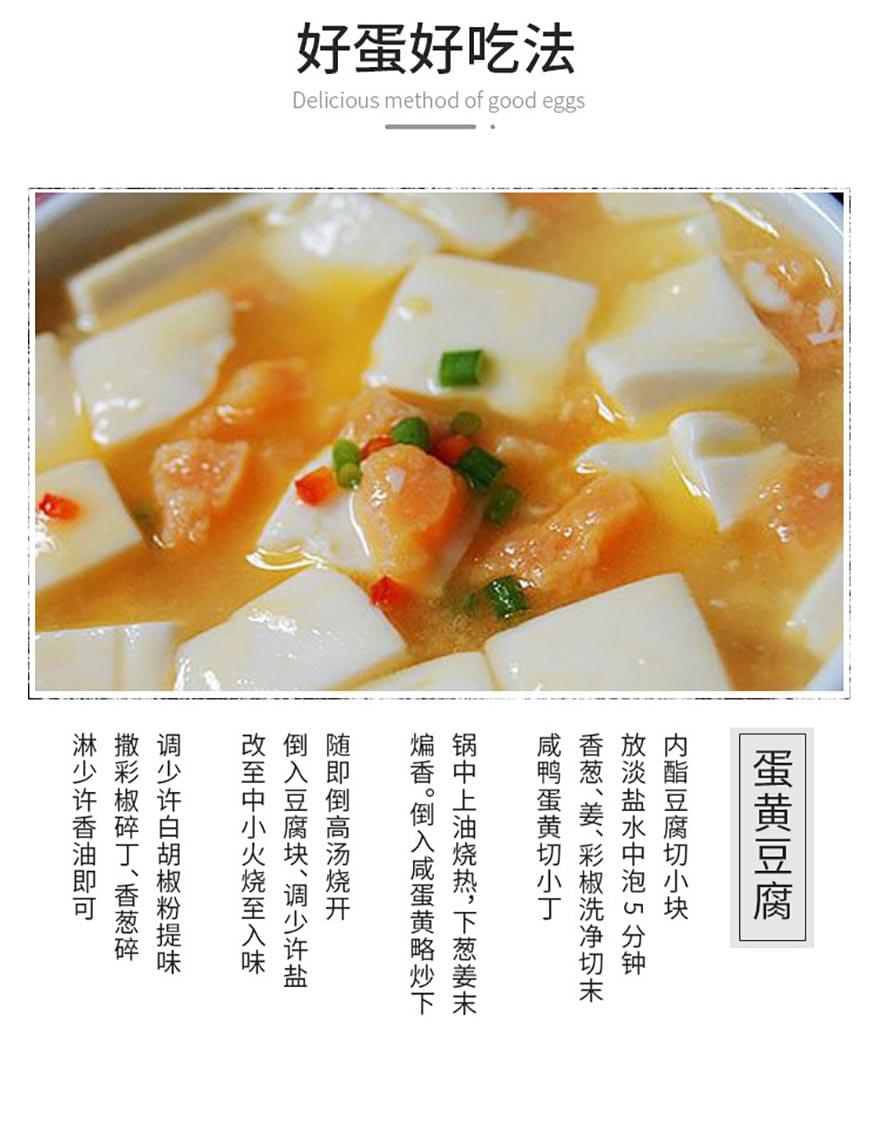 好蛋好吃法
Delicious method of good eggs
蛋黄豆腐
内酯豆腐切小块
放淡盐水中泡5分钟
香葱、姜、彩椒洗净切末
咸鸭蛋黄切小丁
锅中上油烧热，下葱姜末
煸香。倒入咸蛋黄略炒下
随即倒高汤烧开
倒入豆腐块、调少许盐
改至中小火烧至入味
调少许白胡椒粉提味
撒彩椒碎丁、香葱碎
淋少许香油即可